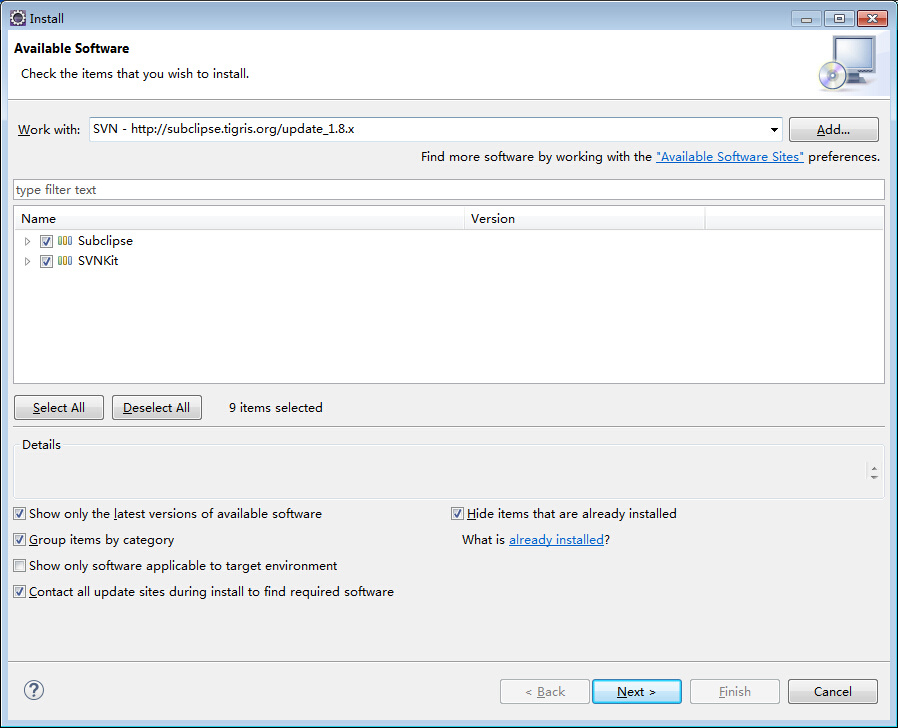 Install
Available Software
Check the items that you wish to install.
Work with: SVN - http://subclipse.tigris.org/update_1.8.x Add...
Find more software by working with the "Available Software Sites" preferences.
type filter text
Name Version
Subclipse
SVNKit
Select All Deselect All 9 items selected
Details
Show only the latest versions of available software Hide items that are already installed
Group items by category What is already installed?
Show only software applicable to target environment
Contact all update sites during install to find required software
? < Back Next > Finish Cancel